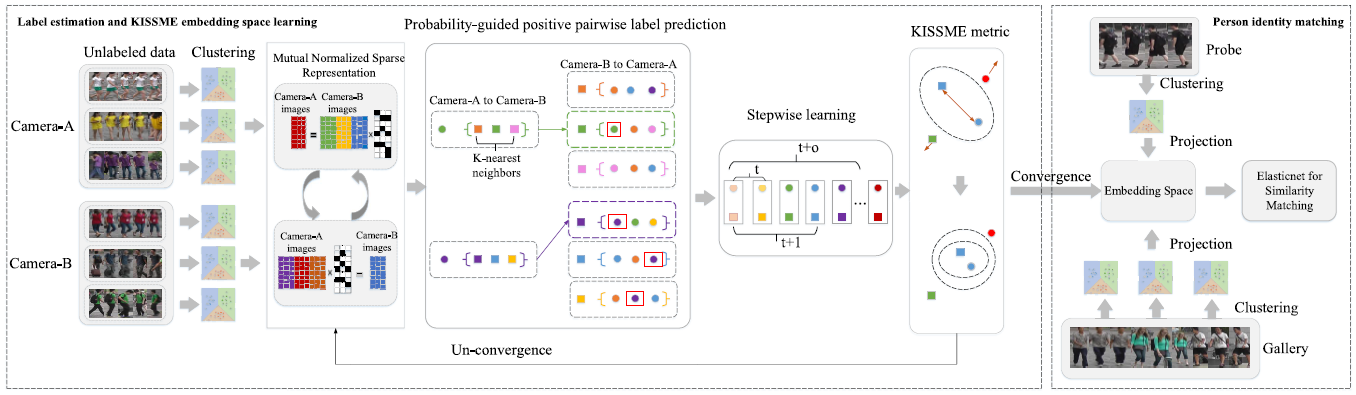 Label estimation and KISSME embedding space learning
Unlabeled data
Clustering
Camera-A
Camera-B
Mutual Normalized Sparse
Representation
Camera-A
images
Camera-B
images
=
x
Camera-A
images
Camera-B
images
x
=
Probability-guided positive pairwise label prediction
Camera-A to Camera-B
K-nearest
neighbors
Camera-B to Camera-A
Stepwise learning
t+o
t
...
t+1
KISSME metric
Un-convergence
Convergence
Person identity matching
Probe
Clustering
Projection
Embedding Space
Elasticnet for
Similarity
Matching
Projection
Clustering
Gallery